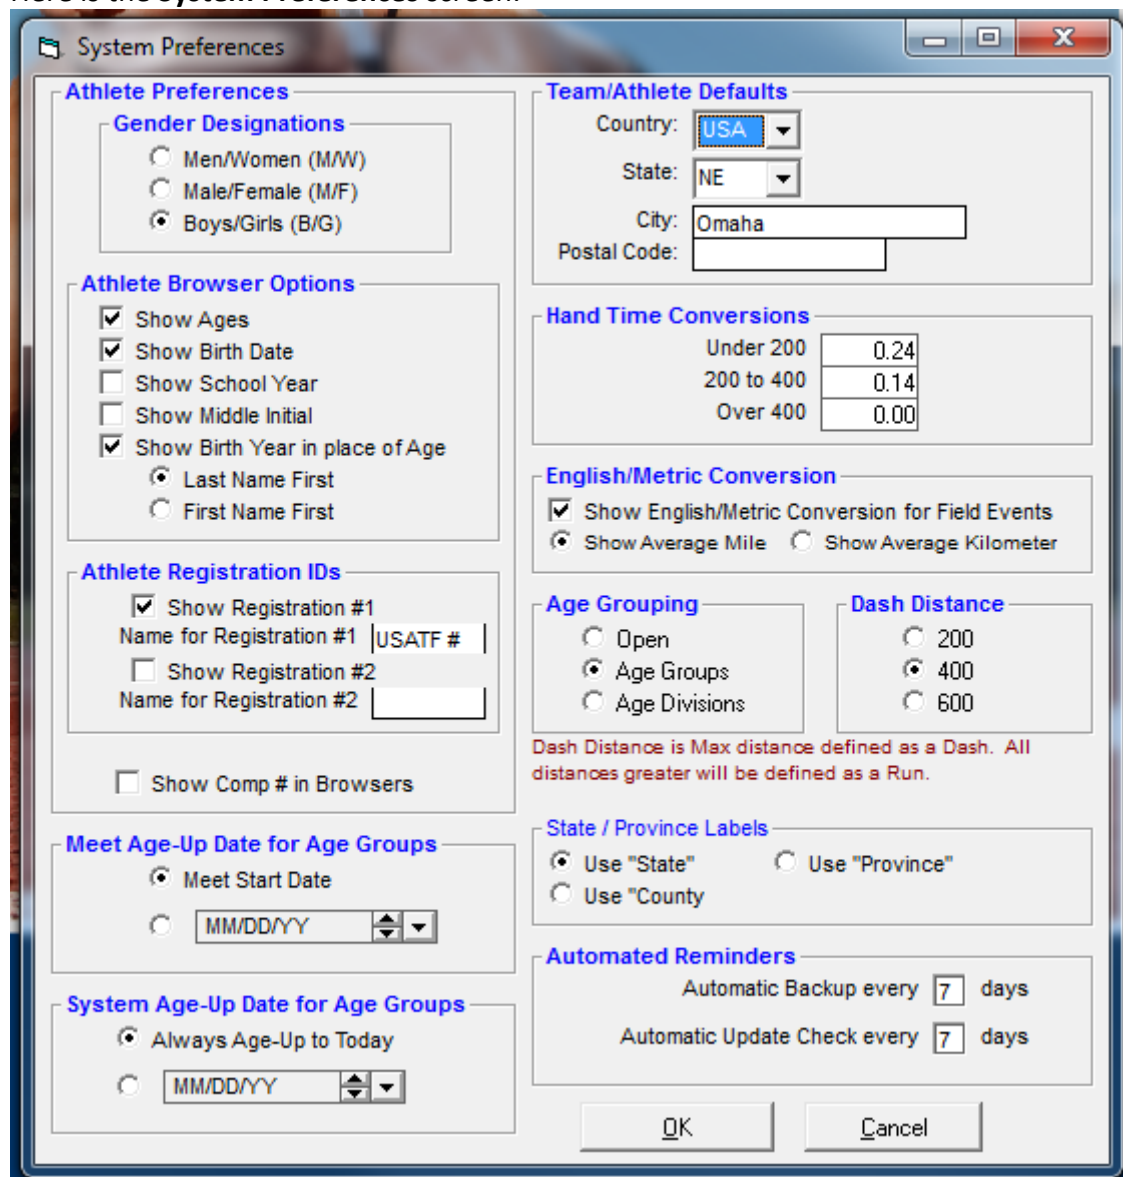 Here is the System Preferences screen.
System Preferences
Athlete Preferences
Gender Designations
Men/Women (M/W)
Male/Female (M/F)
Boys/Girls (B/G)
Athlete Browser Options
Show Ages
Show Birth Date
Show School Year
Show Middle Initial
Show Birth Year in place of Age
Last Name First
First Name First
Athlete Registration IDs
Show Registration #1
Name for Registration #1 USATF #
Show Registration #2
Name for Registration #2
Show Comp # in Browsers
Meet Age-Up Date for Age Groups
Meet Start Date
MM/DD/YY
System Age-Up Date for Age Groups
Always Age-Up to Today
MM/DD/YY
Team/Athlete Defaults
Country: USA
State: NE
City: Omaha
Postal Code:
Hand Time Conversions
Under 200 0.24
200 to 400 0.14
Over 400 0.00
English/Metric Conversion
Show English/Metric Conversion for Field Events
Show Average Mile Show Average Kilometer
Age Grouping
Open
Age Groups
Age Divisions
Dash Distance
200
400
600
Dash Distance is Max distance defined as a Dash. All
distances greater will be defined as a Run.
State / Province Labels
Use "State" Use "Province"
Use "County
Automated Reminders
Automatic Backup every 7 days
Automatic Update Check every 7 days
OK Cancel